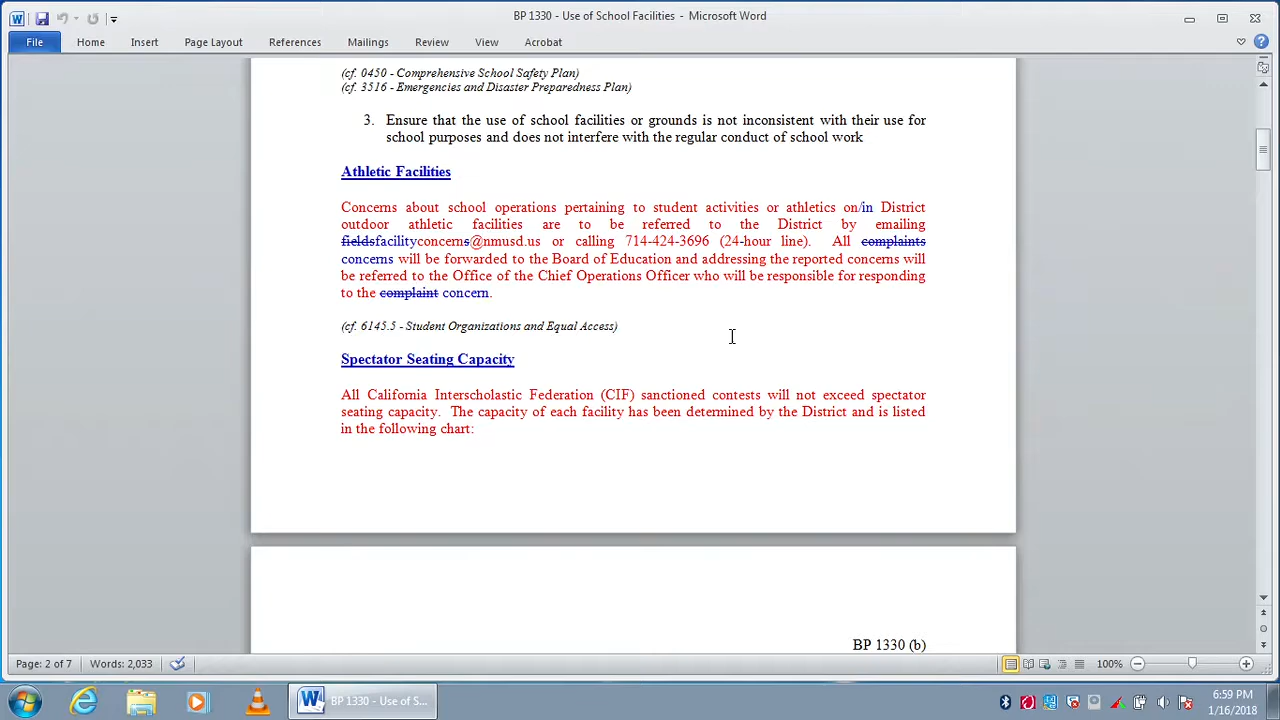 BP 1330 - Use of School Facilities - Microsoft Word
File Home Insert Page Layout References Mailings Review View Acrobat
(cf. 0450 - Comprehensive School Safety Plan)
(cf. 3516 - Emergencies and Disaster Preparedness Plan)
3. Ensure that the use of school facilities or grounds is not inconsistent with their use for
school purposes and does not interfere with the regular conduct of school work
Athletic Facilities
Concerns about school operations pertaining to student activities or athletics on/in District
outdoor athletic facilities are to be referred to the District by emailing
fieldsfacilityconcerns@nmusd.us or calling 714-424-3696 (24-hour line). All complaints
concerns will be forwarded to the Board of Education and addressing the reported concerns will
be referred to the Office of the Chief Operations Officer who will be responsible for responding
to the complaint concern.
(cf. 6145.5 - Student Organizations and Equal Access)
Spectator Seating Capacity
All California Interscholastic Federation (CIF) sanctioned contests will not exceed spectator
seating capacity. The capacity of each facility has been determined by the District and is listed
in the following chart:
BP 1330 (b)
Page: 2 of 7 Words: 2,033 100%
BP 1330 - Use of S...
6:59 PM
1/16/2018